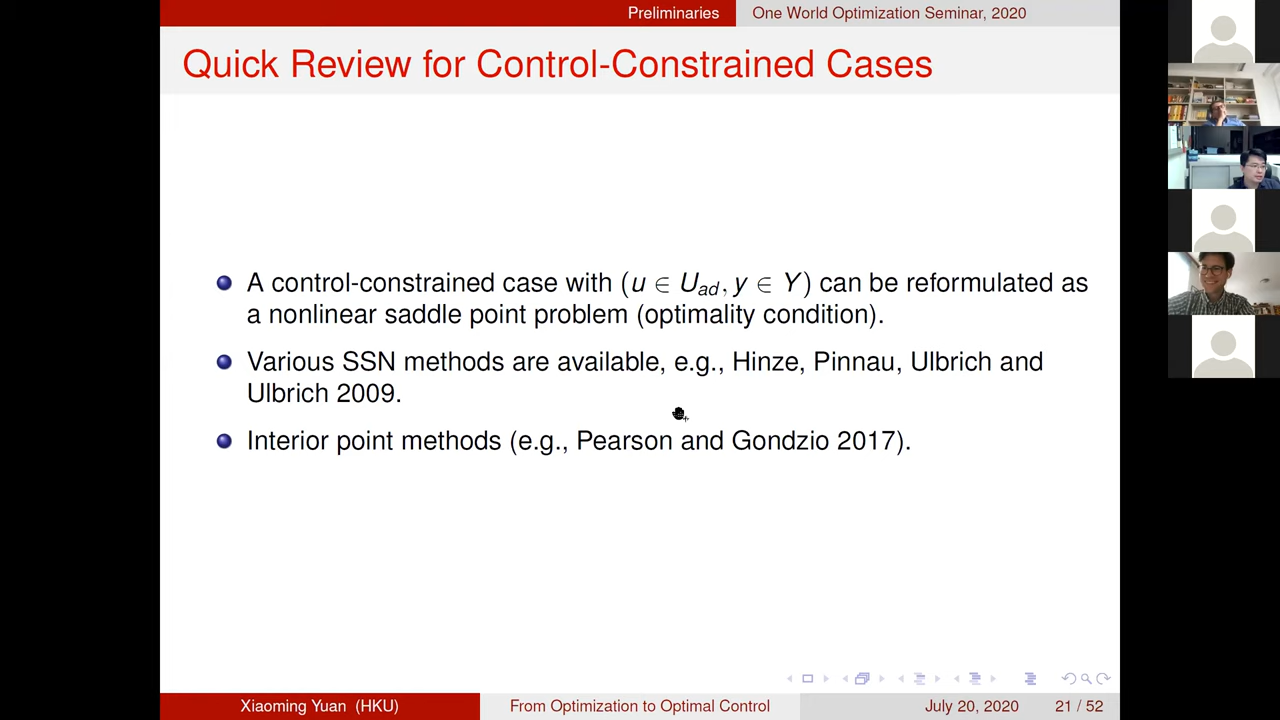 Preliminaries One World Optimization Seminar, 2020
Quick Review for Control-Constrained Cases
A control-constrained case with (u ∈ U_ad, y ∈ Y) can be reformulated as
a nonlinear saddle point problem (optimality condition).
Various SSN methods are available, e.g., Hinze, Pinnau, Ulbrich and
Ulbrich 2009.
Interior point methods (e.g., Pearson and Gondzio 2017).
Xiaoming Yuan (HKU) From Optimization to Optimal Control July 20, 2020 21 / 52